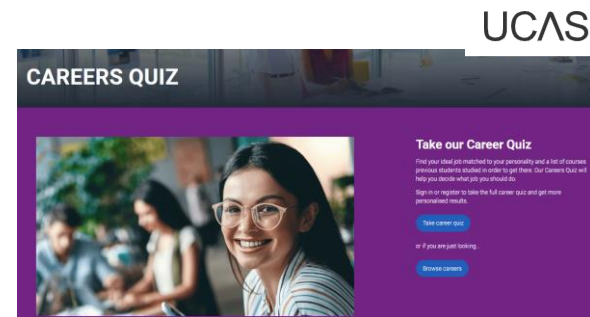 UCAS
CAREERS QUIZ
Take our Career Quiz
Find your ideal job matched to your personality and a list of courses
previous students studied in order to get there. Our Careers Quiz will
help you decide what job you should do.
Sign in or register to take the full career quiz and get more
personalised results.
Take career quiz
or if you are just looking...
Browse careers